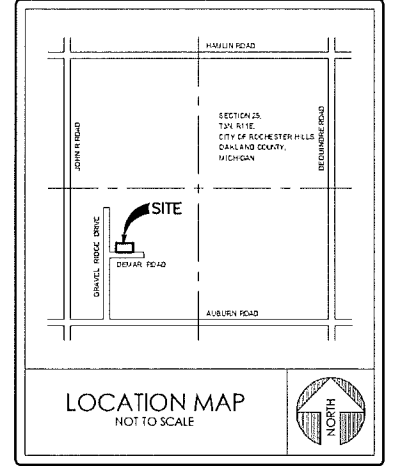 HAMLIN ROAD
JOHN R ROAD
SECTION 25,
T3N, R11E,
CITY OF ROCHESTER HILLS
OAKLAND COUNTY,
MICHIGAN
DEQUINDRE ROAD
SITE
GRAVEL RIDGE DRIVE
DEMAR ROAD
AUBURN ROAD
LOCATION MAP
NOT TO SCALE
NORTH